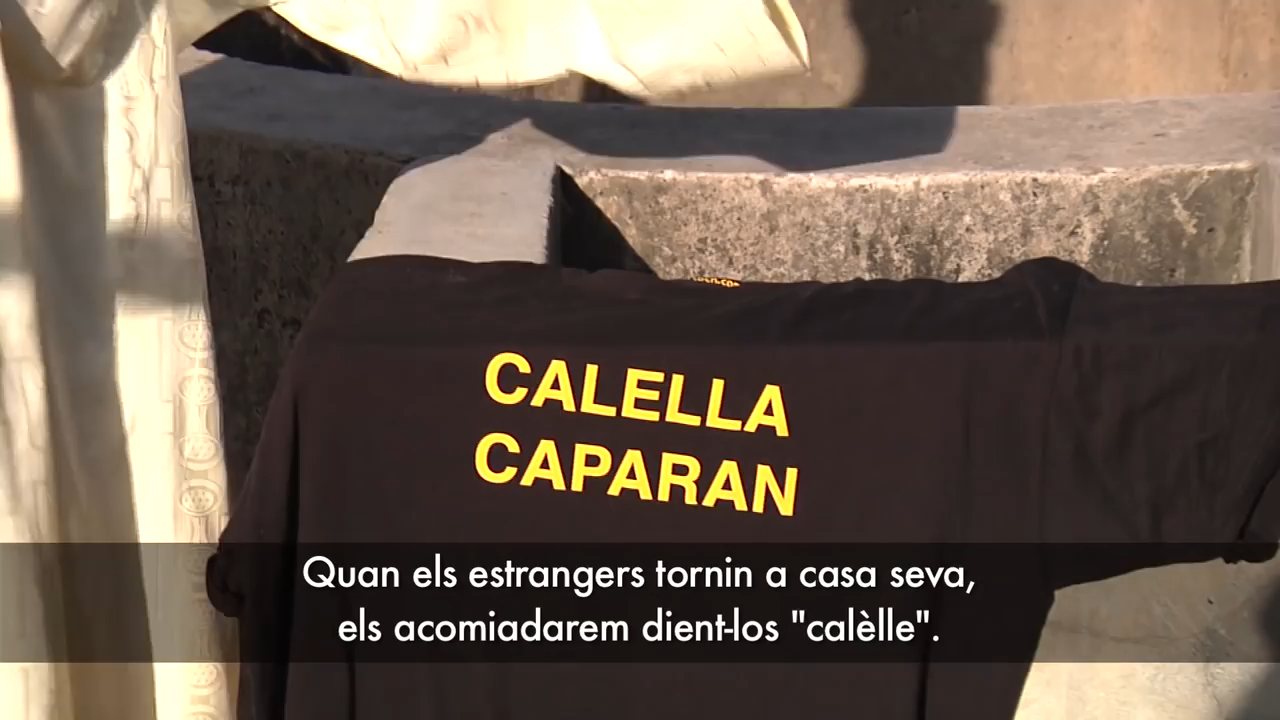 CALELLA
CAPARAN
Quan els estrangers tornin a casa seva,
els acomiadarem dient-los "calèlle".